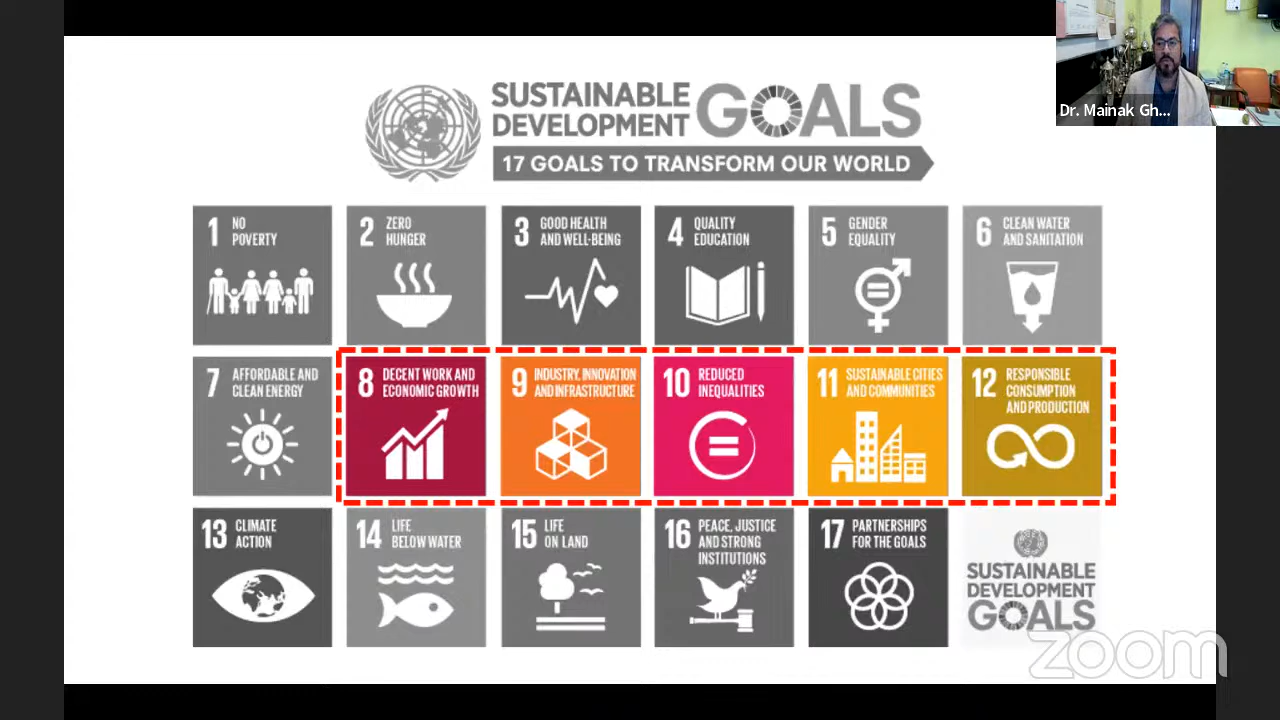 Dr. Mainak Gh...
SUSTAINABLE
DEVELOPMENT
GOALS
17 GOALS TO TRANSFORM OUR WORLD
1 NO
POVERTY
2 ZERO
HUNGER
3 GOOD HEALTH
AND WELL-BEING
4 QUALITY
EDUCATION
5 GENDER
EQUALITY
6 CLEAN WATER
AND SANITATION
7 AFFORDABLE AND
CLEAN ENERGY
8 DECENT WORK AND
ECONOMIC GROWTH
9 INDUSTRY, INNOVATION
AND INFRASTRUCTURE
10 REDUCED
INEQUALITIES
11 SUSTAINABLE CITIES
AND COMMUNITIES
12 RESPONSIBLE
CONSUMPTION
AND PRODUCTION
13 CLIMATE
ACTION
14 LIFE
BELOW WATER
15 LIFE
ON LAND
16 PEACE, JUSTICE
AND STRONG
INSTITUTIONS
17 PARTNERSHIPS
FOR THE GOALS
SUSTAINABLE
DEVELOPMENT
GOALS
zoom